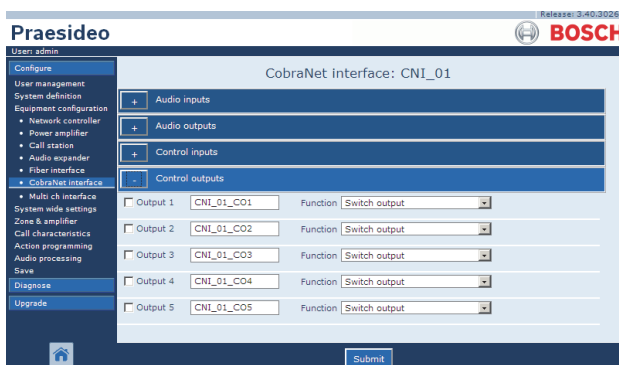 Release: 3.40.3026
Praesideo
BOSCH
User: admin
Configure
User management
System definition
Equipment configuration
• Network controller
• Power amplifier
• Call station
• Audio expander
• Fiber interface
• CobraNet interface
• Multi ch interface
System wide settings
Zone & amplifier
Call characteristics
Action programming
Audio processing
Save
Diagnose
Upgrade
CobraNet interface: CNI_01
+ Audio inputs
+ Audio outputs
+ Control inputs
- Control outputs
Output 1 CNI_01_CO1 Function Switch output
Output 2 CNI_01_CO2 Function Switch output
Output 3 CNI_01_CO3 Function Switch output
Output 4 CNI_01_CO4 Function Switch output
Output 5 CNI_01_CO5 Function Switch output
Submit